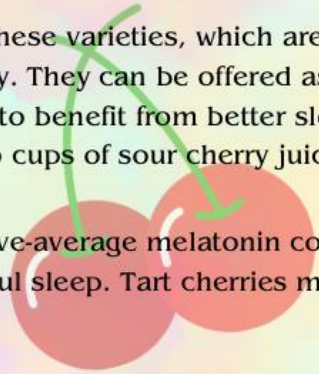 hese varieties, which are
y. They can be offered as
to benefit from better sle
cups of sour cherry juic
ve-average melatonin co
ul sleep. Tart cherries m